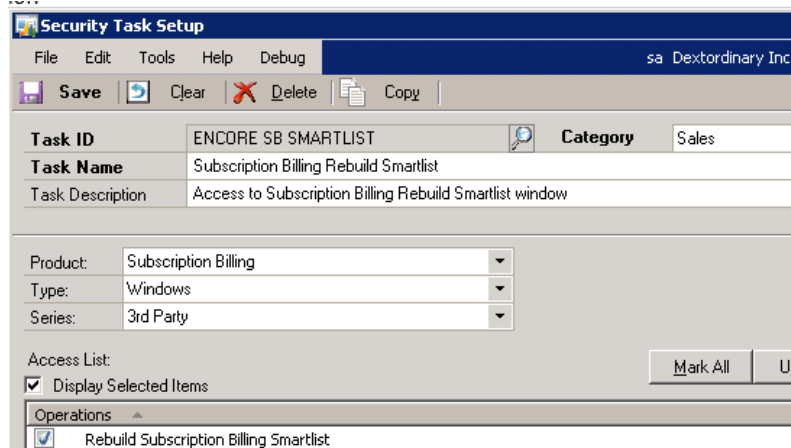 Security Task Setup
File Edit Tools Help Debug sa Dextordinary Inc
Save Clear Delete Copy
Task ID ENCORE SB SMARTLIST Category Sales
Task Name Subscription Billing Rebuild Smartlist
Task Description Access to Subscription Billing Rebuild Smartlist window
Product: Subscription Billing
Type: Windows
Series: 3rd Party
Access List:
Mark All U
Display Selected Items
Operations
Rebuild Subscription Billing Smartlist